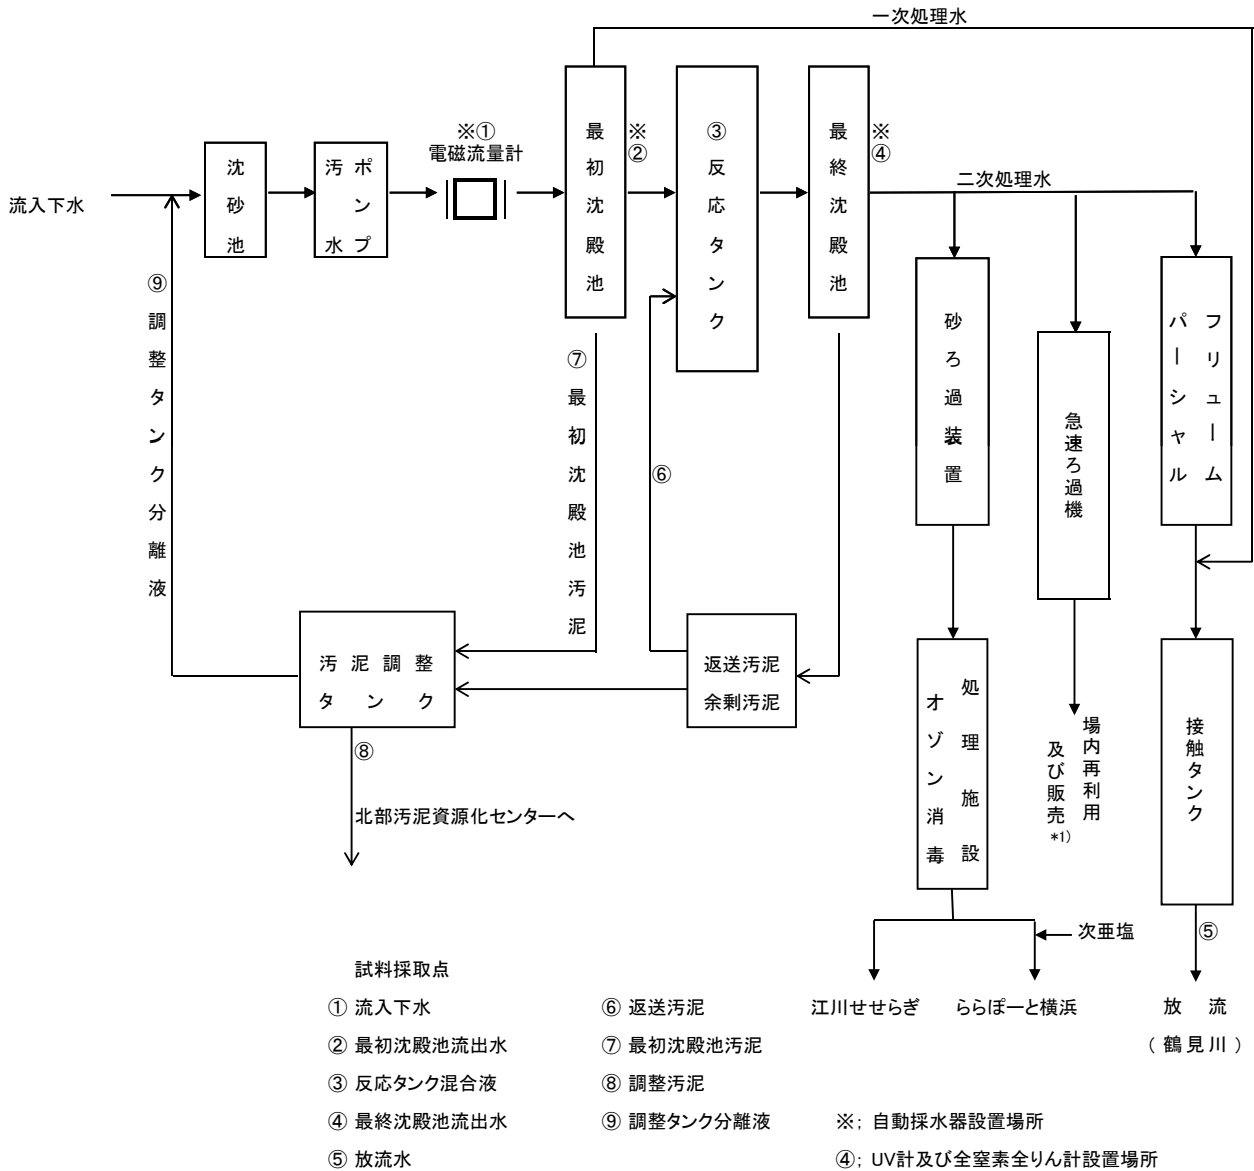 一次処理水
※①
電磁流量計
流入下水
沈砂池
汚水
ポンプ
最初沈殿池
※
②
③
反応タンク
最終沈殿池
※
④
二次処理水
⑨調整タンク分離液
⑦最初沈殿池汚泥
⑥
砂ろ過装置
急速ろ過機
パーシャル
フリューム
汚泥調整
タンク
返送汚泥
余剰汚泥
⑧
北部汚泥資源化センターへ
オゾン消毒
処理施設
場内再利用
及び販売*1)
接触タンク
次亜塩
⑤
江川せせらぎ
ららぽーと横浜
放流
(鶴見川)
試料採取点
① 流入下水
② 最初沈殿池流出水
③ 反応タンク混合液
④ 最終沈殿池流出水
⑤ 放流水
⑥ 返送汚泥
⑦ 最初沈殿池汚泥
⑧ 調整汚泥
⑨ 調整タンク分離液
※; 自動採水器設置場所
④; UV計及び全窒素全りん計設置場所